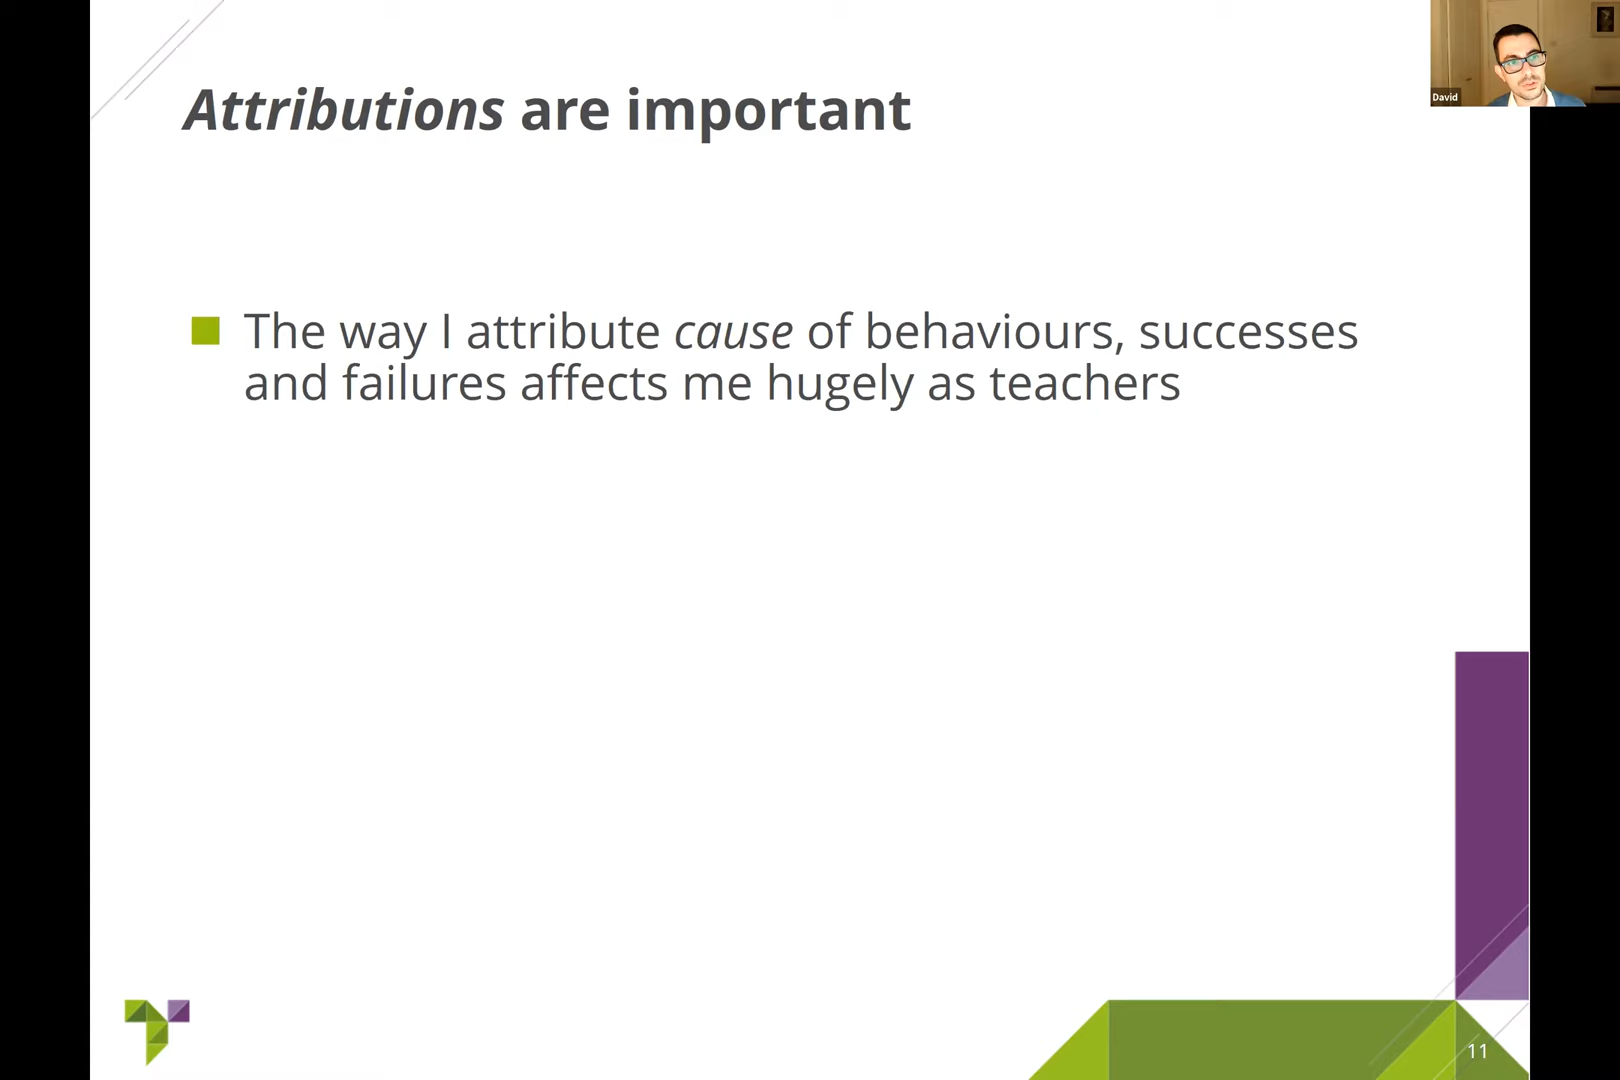 David
Attributions are important
The way I attribute cause of behaviours, successes
and failures affects me hugely as teachers
11